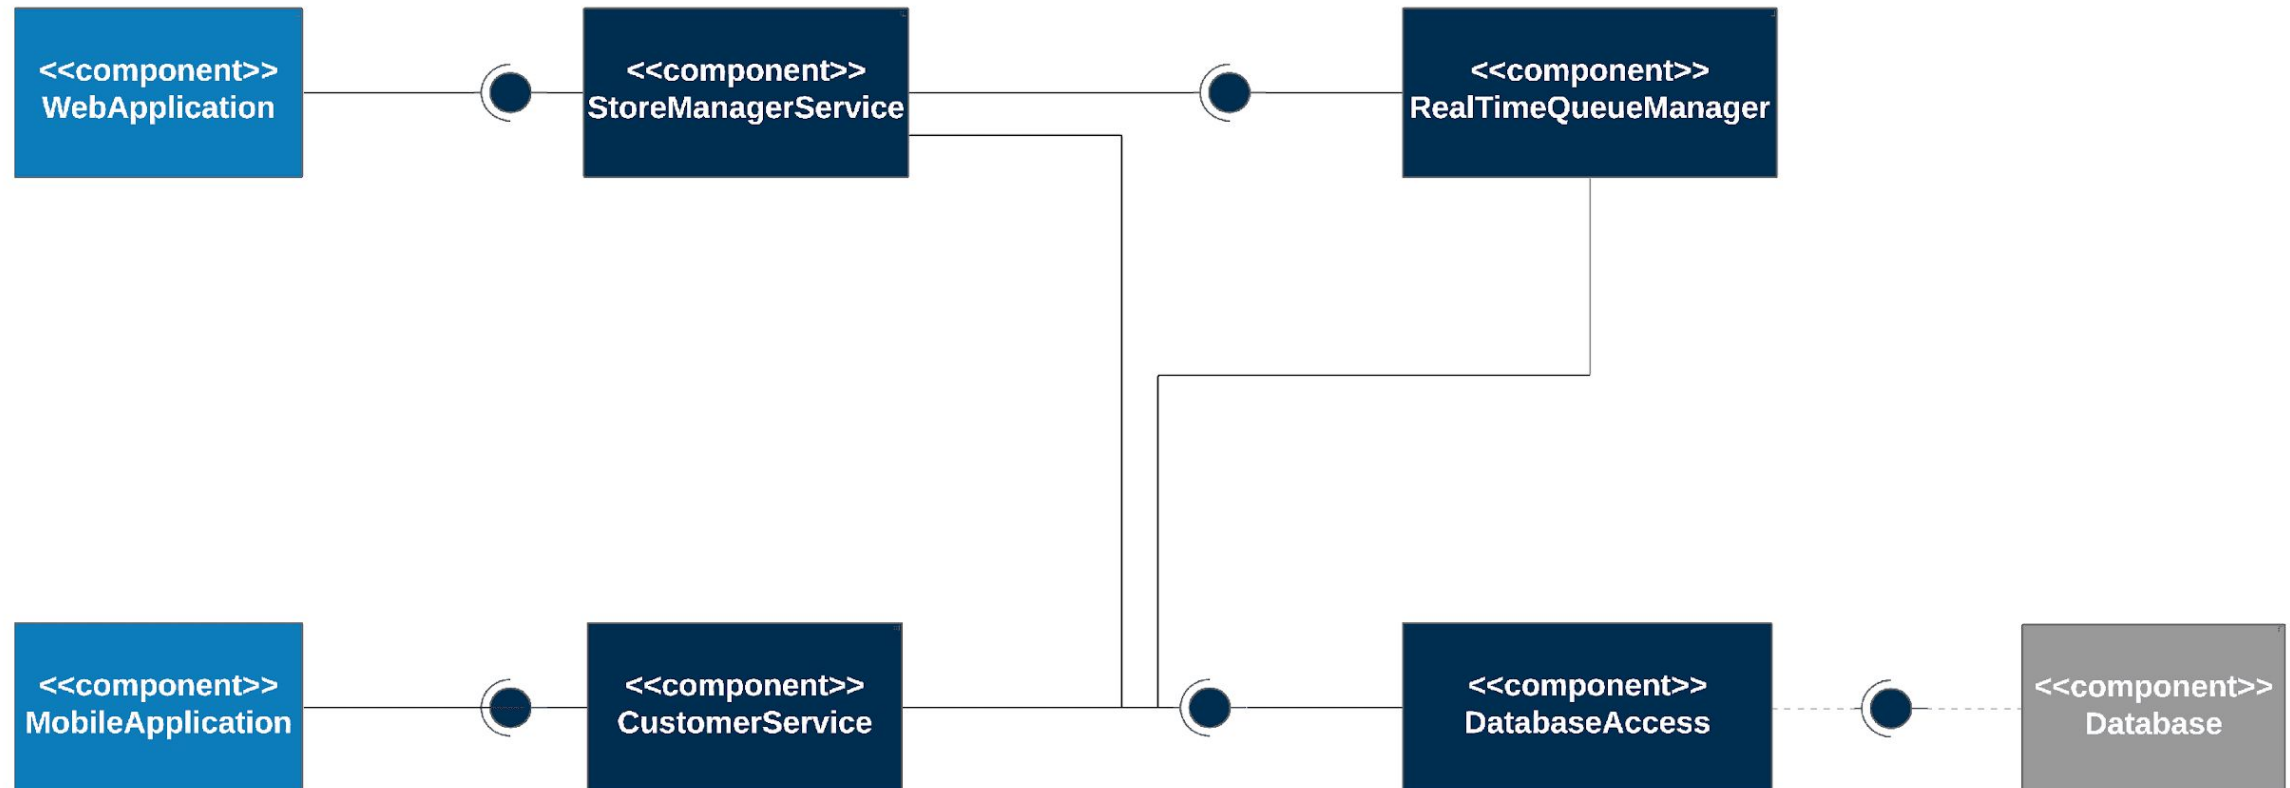 <<component>>
WebApplication
<<component>>
StoreManagerService
<<component>>
RealTimeQueueManager
<<component>>
MobileApplication
<<component>>
CustomerService
<<component>>
DatabaseAccess
<<component>>
Database